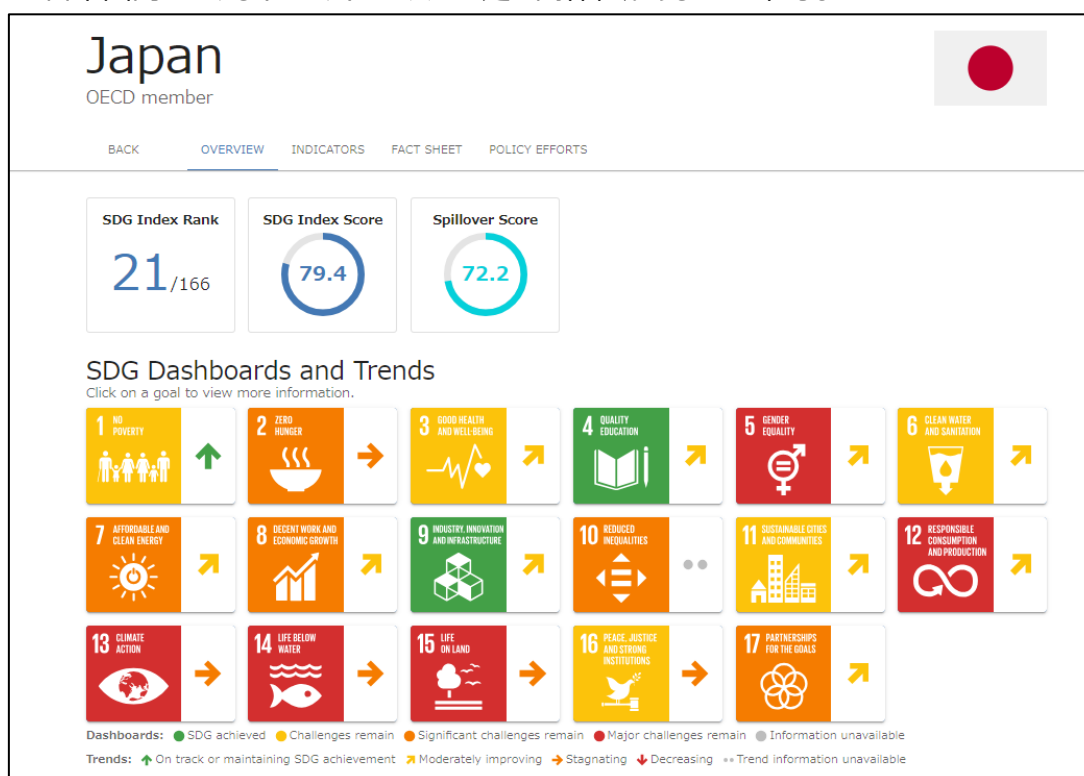 Japan
OECD member
BACK OVERVIEW INDICATORS FACT SHEET POLICY EFFORTS
SDG Index Rank
21/166
SDG Index Score
79.4
Spillover Score
72.2
SDG Dashboards and Trends
Click on a goal to view more information.
1 NO
POVERTY
2 ZERO
HUNGER
3 GOOD HEALTH
AND WELL-BEING
4 QUALITY
EDUCATION
5 GENDER
EQUALITY
6 CLEAN WATER
AND SANITATION
7 AFFORDABLE AND
CLEAN ENERGY
8 DECENT WORK AND
ECONOMIC GROWTH
9 INDUSTRY, INNOVATION
AND INFRASTRUCTURE
10 REDUCED
INEQUALITIES
11 SUSTAINABLE CITIES
AND COMMUNITIES
12 RESPONSIBLE
CONSUMPTION
AND PRODUCTION
13 CLIMATE
ACTION
14 LIFE BELOW
WATER
15 LIFE
ON LAND
16 PEACE, JUSTICE
AND STRONG
INSTITUTIONS
17 PARTNERSHIPS
FOR THE GOALS
Dashboards: SDG achieved Challenges remain Significant challenges remain Major challenges remain Information unavailable
Trends: On track or maintaining SDG achievement Moderately improving Stagnating Decreasing Trend information unavailable